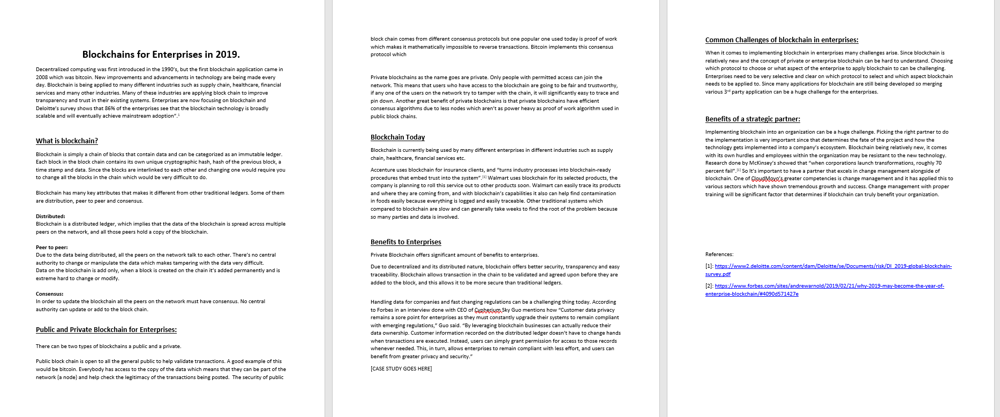 Blockchains for Enterprises in 2019.
Decentralized computing was first introduced in the 1990's, but the first blockchain application came in
2008 which was bitcoin. New improvements and advancements in technology are being made every
day. Blockchain is being applied to many different industries such as supply chain, healthcare, financial
services and many other industries. Many of these industries are applying block chain to improve
transparency and trust in their existing systems. Enterprises are now focusing on blockchain and
Deloitte's survey shows that 86% of the enterprises see that the blockchain technology is broadly
scalable and will eventually achieve mainstream adoption".1
What is blockchain?
Blockchain is simply a chain of blocks that contain data and can be categorized as an immutable ledger.
Each block in the block chain contains its own unique cryptographic hash, hash of the previous block, a
time stamp and data. Since the blocks are interlinked to each other and changing one would require you
to change all the blocks in the chain which would be very difficult to do.
Blockchain has many key attributes that makes it different from other traditional ledgers. Some of them
are distribution, peer to peer and consensus.
Distributed:
Blockchain is a distributed ledger, which implies that the data of the blockchain is spread across multiple
peers on the network, and all those peers hold a copy of the blockchain.
Peer to peer:
Due to the data being distributed, all the peers on the network talk to each other. There's no central
authority to change or manipulate the data which makes tampering with the data very difficult.
Data on the blockchain is add only, when a block is created on the chain it's added permanently and is
extreme hard to change or modify.
Consensus:
In order to update the blockchain all the peers on the network must have consensus. No central
authority can update or add to the block chain.
Public and Private Blockchain for Enterprises:
There can be two types of blockchains a public and a private.
Public block chain is open to all the general public to help validate transactions. A good example of this
would be bitcoin. Everybody has access to the copy of the data which means that they can be part of the
network (a node) and help check the legitimacy of the transactions being posted.  The security of public
block chain comes from different consensus protocols but one popular one used today is proof of work
which makes it mathematically impossible to reverse transactions. Bitcoin implements this consensus
protocol which
Private blockchains as the name goes are private. Only people with permitted access can join the
network. This means that users who have access to the blockchain are going to be fair and trustworthy,
if any one of the users on the network try to tamper with the chain, it will significantly easy to trace and
pin down. Another great benefit of private blockchains is that private blockchains have efficient
consensus algorithms due to less nodes which aren't as power heavy as proof of work algorithm used in
public block chains.
Blockchain Today
Blockchain is currently being used by many different enterprises in different industries such as supply
chain, healthcare, financial services etc.
Accenture uses blockchain for insurance clients, and "turns industry processes into blockchain-ready
procedures that embed trust into the system".[1] Walmart uses blockchain for its selected products, the
company is planning to roll this service out to other products soon. Walmart can easily trace its products
and where they are coming from, and with blockchain's capabilities it also can help find contamination
in foods easily because everything is logged and easily traceable. Other traditional systems which
compared to blockchain are slow and can generally take weeks to find the root of the problem because
so many parties and data is involved.
Benefits to Enterprises
Private Blockchain offers significant amount of benefits to enterprises.
Due to decentralized and its distributed nature, blockchain offers better security, transparency and easy
traceability. Blockchain allows transaction in the chain to be validated and agreed upon before they are
added to the block, and this allows it to be more secure than traditional ledgers.
Handling data for companies and fast changing regulations can be a challenging thing today. According
to Forbes in an interview done with CEO of Cypherium Sky Guo mentions how "Customer data privacy
remains a sore point for enterprises as they must constantly upgrade their systems to remain compliant
with emerging regulations," Guo said. "By leveraging blockchain businesses can actually reduce their
data ownership. Customer information recorded on the distributed ledger doesn't have to change hands
when transactions are executed. Instead, users can simply grant permission for access to those records
whenever needed. This, in turn, allows enterprises to remain compliant with less effort, and users can
benefit from greater privacy and security."
[CASE STUDY GOES HERE]
Common Challenges of blockchain in enterprises:
When it comes to implementing blockchain in enterprises many challenges arise. Since blockchain is
relatively new and the concept of private or enterprise blockchain can be hard to understand. Choosing
which protocol to choose or what aspect of the enterprise to apply blockchain to can be challenging.
Enterprises need to be very selective and clear on which protocol to select and which aspect blockchain
needs to be applied to. Since many applications for blockchain are still being developed so merging
various 3rd party application can be a huge challenge for the enterprises.
Benefits of a strategic partner:
Implementing blockchain into an organization can be a huge challenge. Picking the right partner to do
the implementation is very important since that determines the fate of the project and how the
technology gets implemented into a company's ecosystem. Blockchain being relatively new, it comes
with its own hurdles and employees within the organization may be resistant to the new technology.
Research done by McKinsey's showed that "when corporations launch transformations, roughly 70
percent fail".[1] So It's important to have a partner that excels in change management alongside of
blockchain. One of CloudMoyo's greater competencies is change management and it has applied this to
various sectors which have shown tremendous growth and success. Change management with proper
training will be significant factor that determines if blockchain can truly benefit your organization.
References:
[1]: https://www2.deloitte.com/content/dam/Deloitte/se/Documents/risk/DI_2019-global-blockchain-
survey.pdf
[2]: https://www.forbes.com/sites/andrewarnold/2019/02/21/why-2019-may-become-the-year-of-
enterprise-blockchain/#4090d571427e